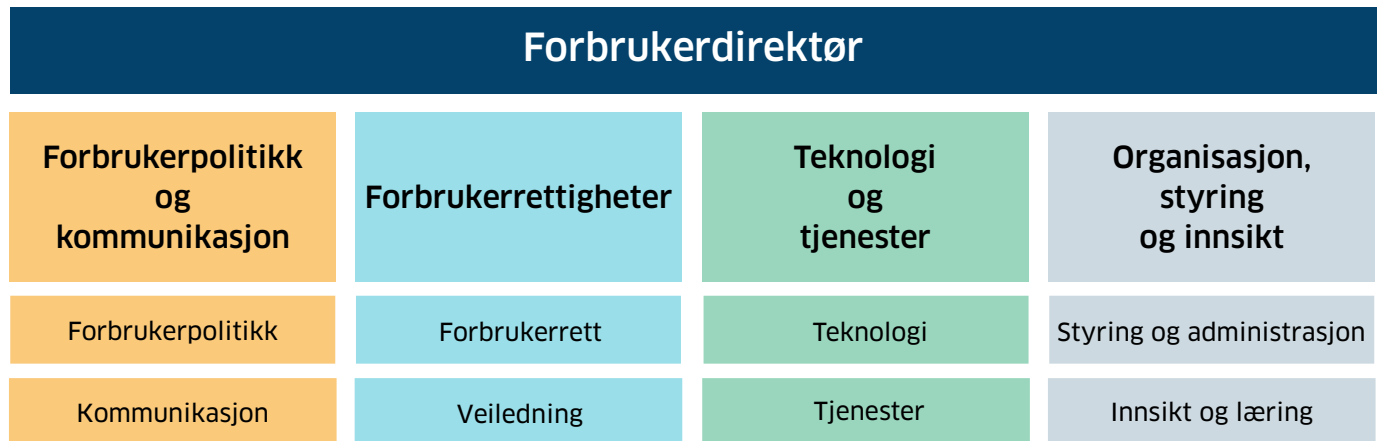 Forbrukerdirektør
Forbrukerpolitikk
og
kommunikasjon
Forbrukerrettigheter
Teknologi
og
tjenester
Organisasjon,
styring
og innsikt
Forbrukerpolitikk
Forbrukerrett
Teknologi
Styring og administrasjon
Kommunikasjon
Veiledning
Tjenester
Innsikt og læring